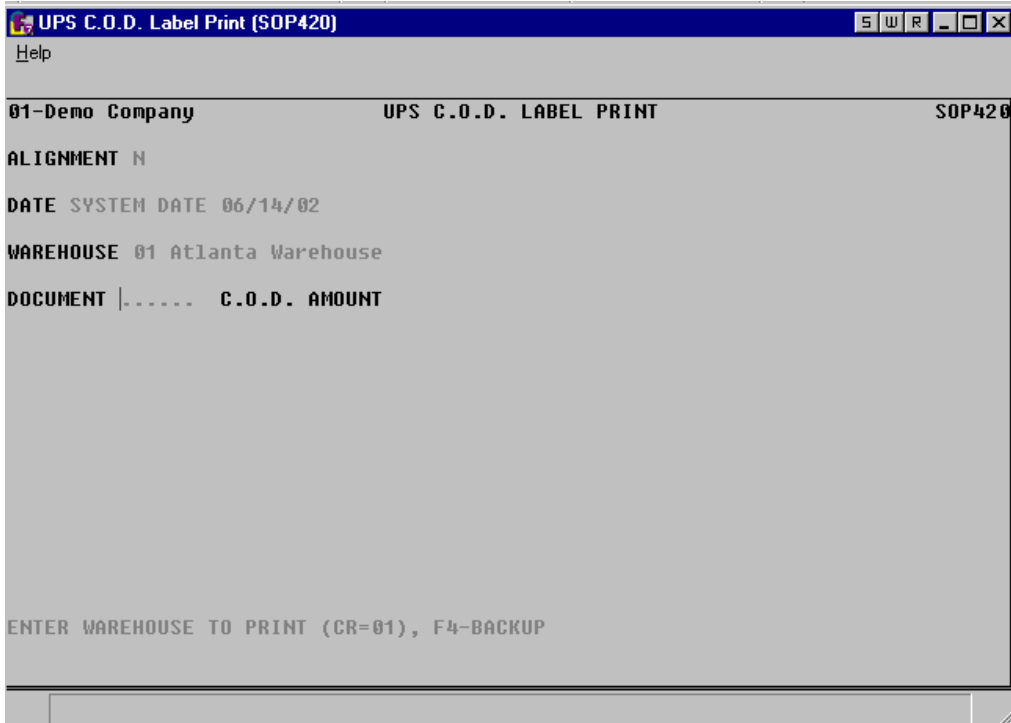 UPS C.O.D. Label Print (SOP420) S W R
Help
01-Demo Company UPS C.O.D. LABEL PRINT SOP420
ALIGNMENT N
DATE SYSTEM DATE 06/14/02
WAREHOUSE 01 Atlanta Warehouse
DOCUMENT ...... C.O.D. AMOUNT
ENTER WAREHOUSE TO PRINT (CR=01), F4-BACKUP